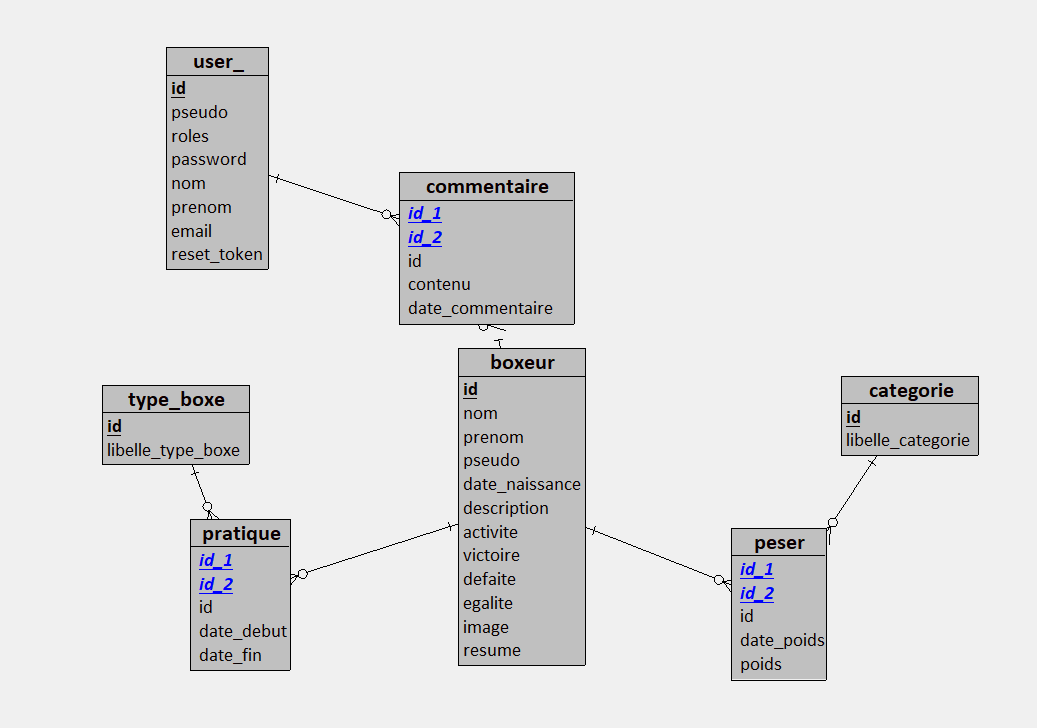 user_
id
pseudo
roles
password
nom
prenom
email
reset_token
commentaire
id_1
id_2
id
contenu
date_commentaire
boxeur
id
nom
prenom
pseudo
date_naissance
description
activite
victoire
defaite
egalite
image
resume
type_boxe
id
libelle_type_boxe
categorie
id
libelle_categorie
pratique
id_1
id_2
id
date_debut
date_fin
peser
id_1
id_2
id
date_poids
poids